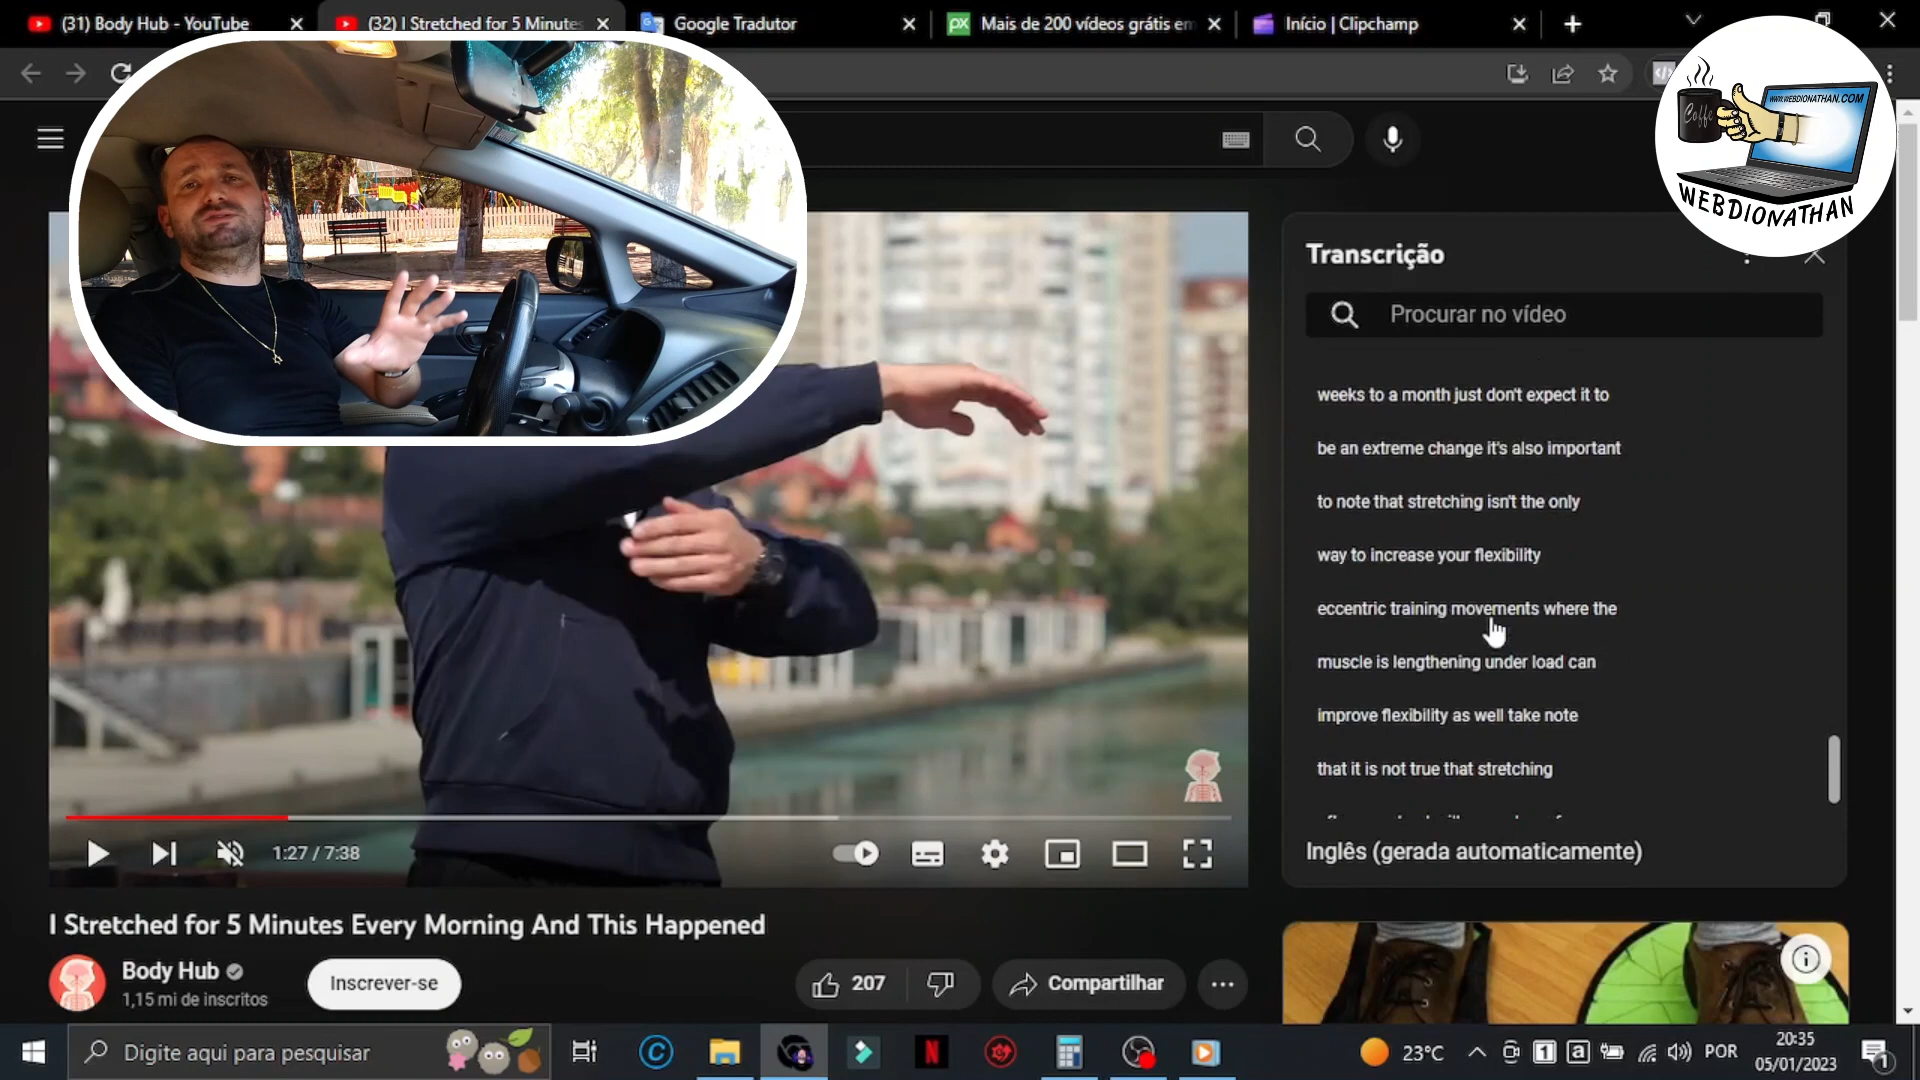 (31) Body Hub - YouTube
(32) I Stretched for 5 Minutes
Google Tradutor
Mais de 200 vídeos grátis em
Início | Clipchamp
Coffe
WWW.WEBDIONATHAN.COM
WEBDIONATHAN
Transcrição
Procurar no vídeo
weeks to a month just don't expect it to
be an extreme change it's also important
to note that stretching isn't the only
way to increase your flexibility
eccentric training movements where the
muscle is lengthening under load can
improve flexibility as well take note
that it is not true that stretching
Inglês (gerada automaticamente)
1:27 / 7:38
I Stretched for 5 Minutes Every Morning And This Happened
Body Hub
1,15 mi de inscritos
Inscrever-se
207
Compartilhar
Digite aqui para pesquisar
23°C
POR
20:35
05/01/2023
1